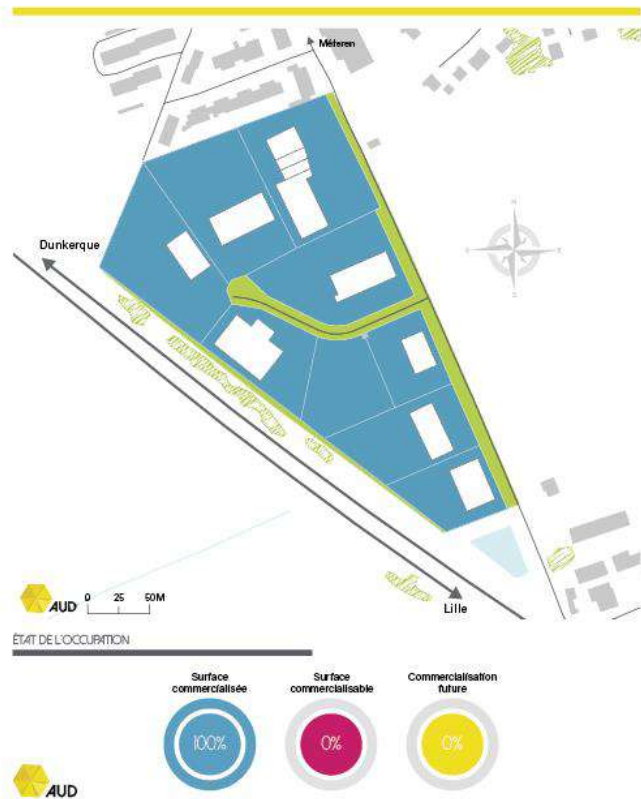 Méteren
Dunkerque
N
S
AUD
0 25 50M
Lille
ÉTAT DE L'OCCUPATION
Surface
commercialisée
Surface
commercialisable
Commercialisation
future
100%
0%
0%
AUD